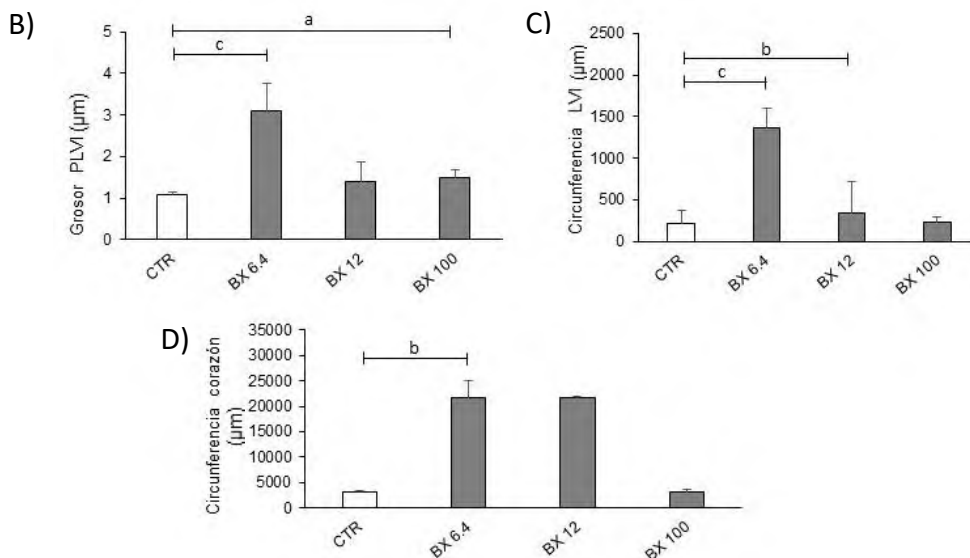 B)
Grosor PLVI (µm)
5
4
3
2
1
0
a
c
CTR
BX 6.4
BX 12
BX 100
C)
Circunferencia LVI (µm)
2500
2000
1500
1000
500
0
b
c
CTR
BX 6.4
BX 12
BX 100
D)
Circunferencia corazón
(µm)
35000
30000
25000
20000
15000
10000
5000
0
b
CTR
BX 6.4
BX 12
BX 100